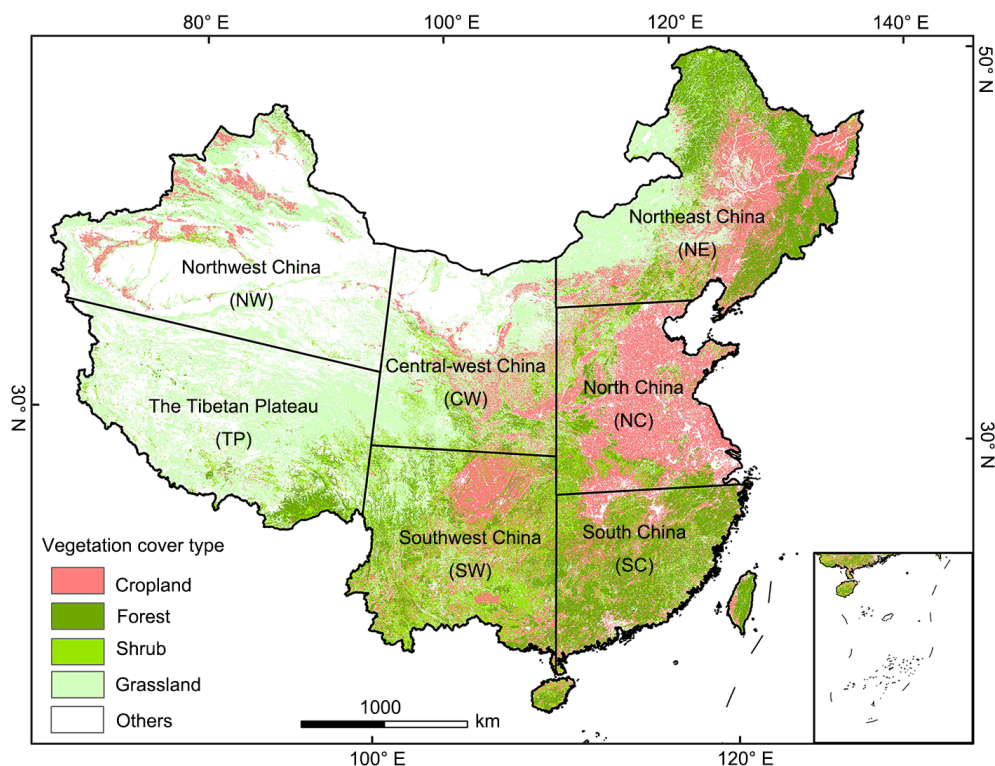 80° E
100° E
120° E
140° E
50° N
Northeast China
(NE)
Northwest China
(NW)
Central-west China
(CW)
North China
(NC)
The Tibetan Plateau
(TP)
30° N
30° N
Southwest China
(SW)
South China
(SC)
Vegetation cover type
Cropland
Forest
Shrub
Grassland
Others
1000
km
100° E
120° E